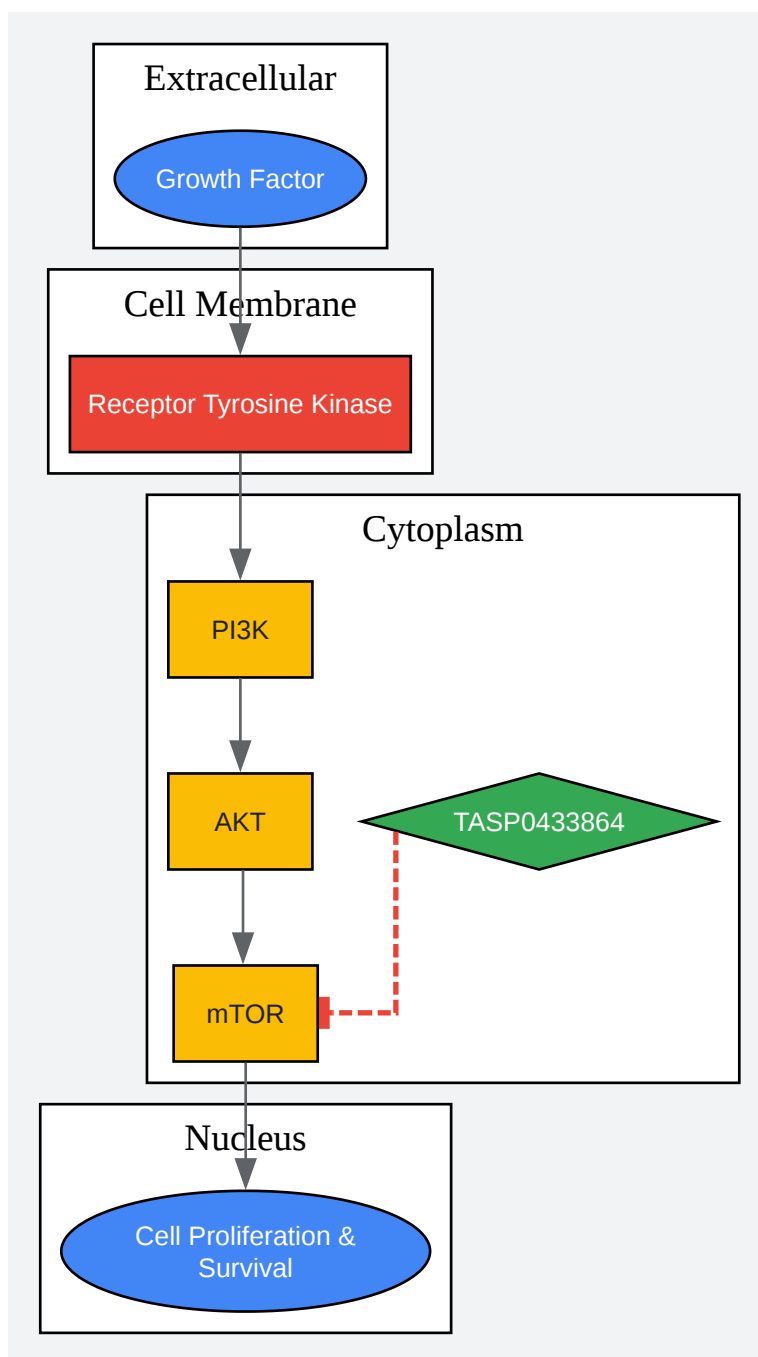 Extracellular
Growth Factor
Cell Membrane
Receptor Tyrosine Kinase
Cytoplasm
PI3K
AKT
TASP0433864
mTOR
Nucleus
Cell Proliferation &
Survival